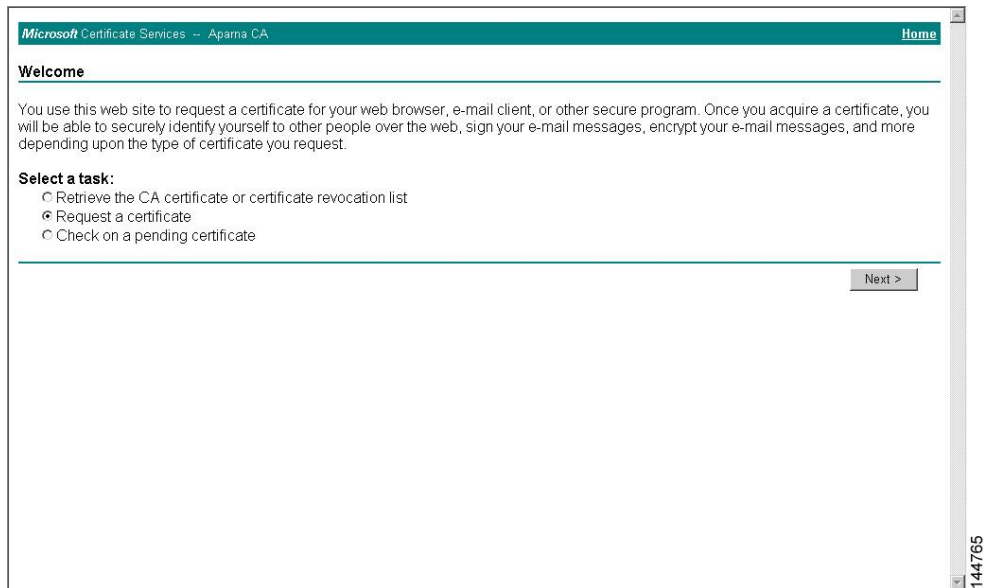 Microsoft Certificate Services -- Aparna CA
Home
Welcome
You use this web site to request a certificate for your web browser, e-mail client, or other secure program. Once you acquire a certificate, you
will be able to securely identify yourself to other people over the web, sign your e-mail messages, encrypt your e-mail messages, and more
depending upon the type of certificate you request.
Select a task:
Retrieve the CA certificate or certificate revocation list
Request a certificate
Check on a pending certificate
Next >
144765